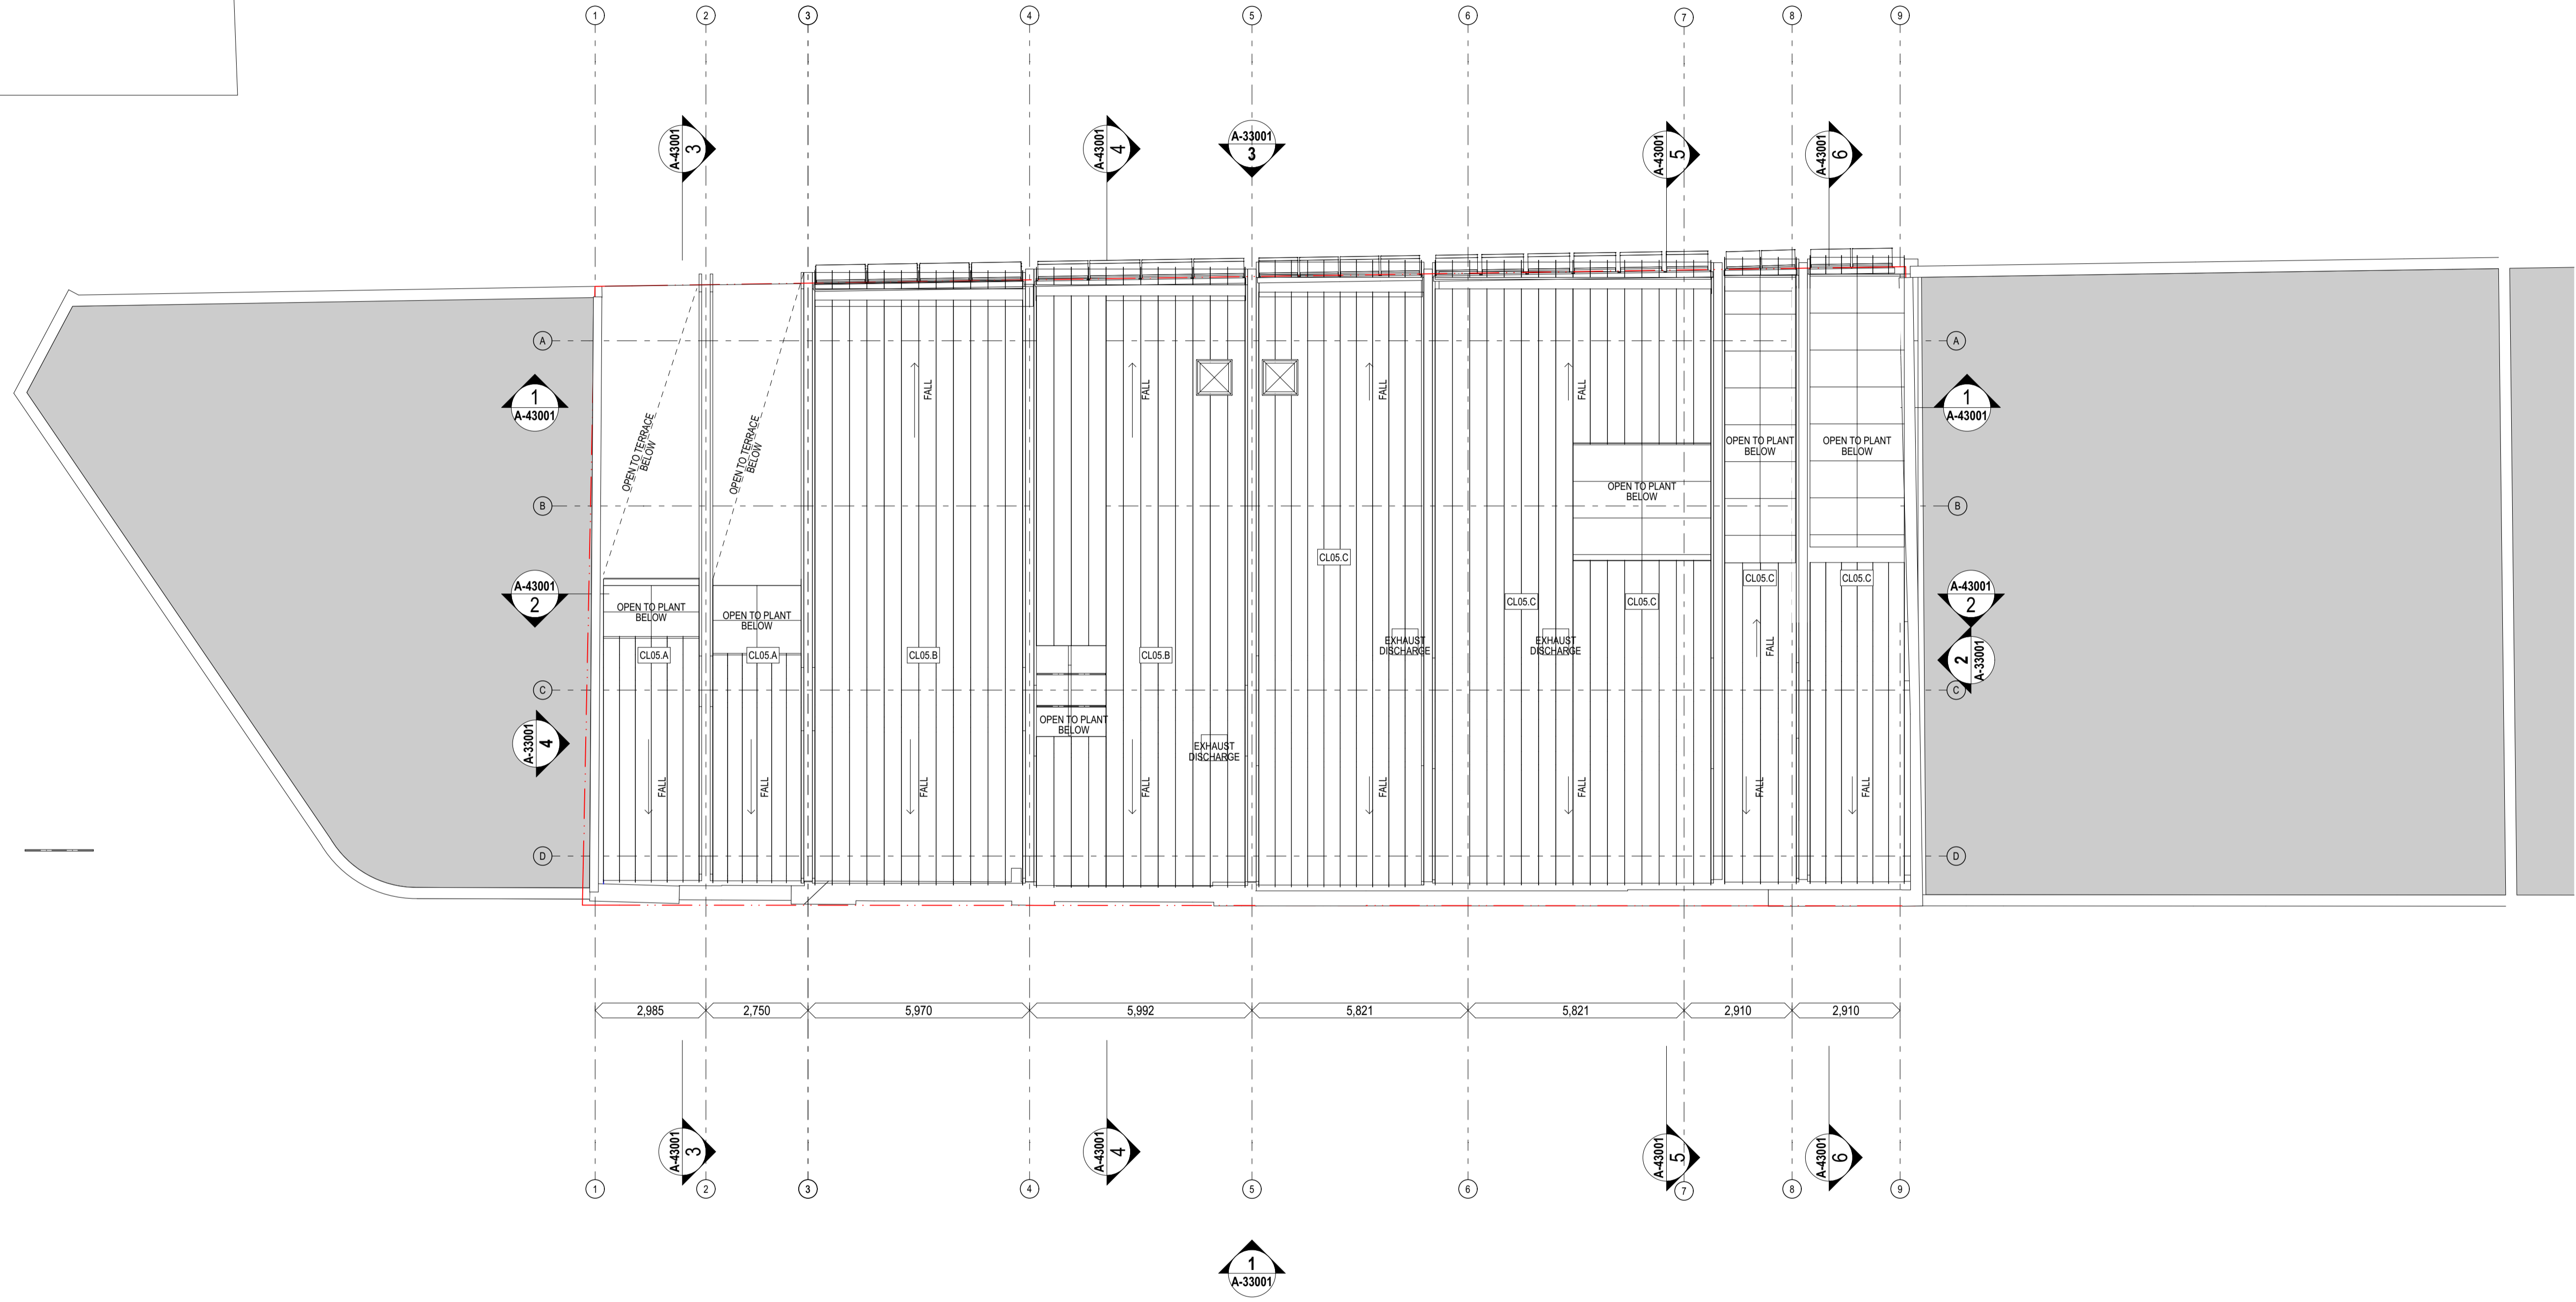 1 2 3 4 5 6 7 8 9
A-43001 3
A-43001 4
A-33001
3
A-43001 5
A-43001 6
A A
1
A-43001
FALL FALL FALL FALL
1
A-43001
OPEN TO TERRACE
BELOW
OPEN TO TERRACE
BELOW
OPEN TO PLANT
BELOW
OPEN TO PLANT
BELOW
OPEN TO PLANT
BELOW
B B
CL05.C
CL05.C CL05.C
A-43001
2
CL05.C CL05.C
A-43001
2
OPEN TO PLANT
BELOW
OPEN TO PLANT
BELOW
EXHAUST
DISCHARGE
EXHAUST
DISCHARGE
FALL
CL05.A CL05.A CL05.B CL05.B
2 A-33001
C C
OPEN TO PLANT
BELOW
A-33001 4
EXHAUST
DISCHARGE
FALL FALL FALL FALL FALL FALL FALL FALL
D D
2,985 2,750 5,970 5,992 5,821 5,821 2,910 2,910
A-43001 3
A-43001 4
A-43001 5
A-43001 6
1 2 3 4 5 6 7 8 9
1
A-33001